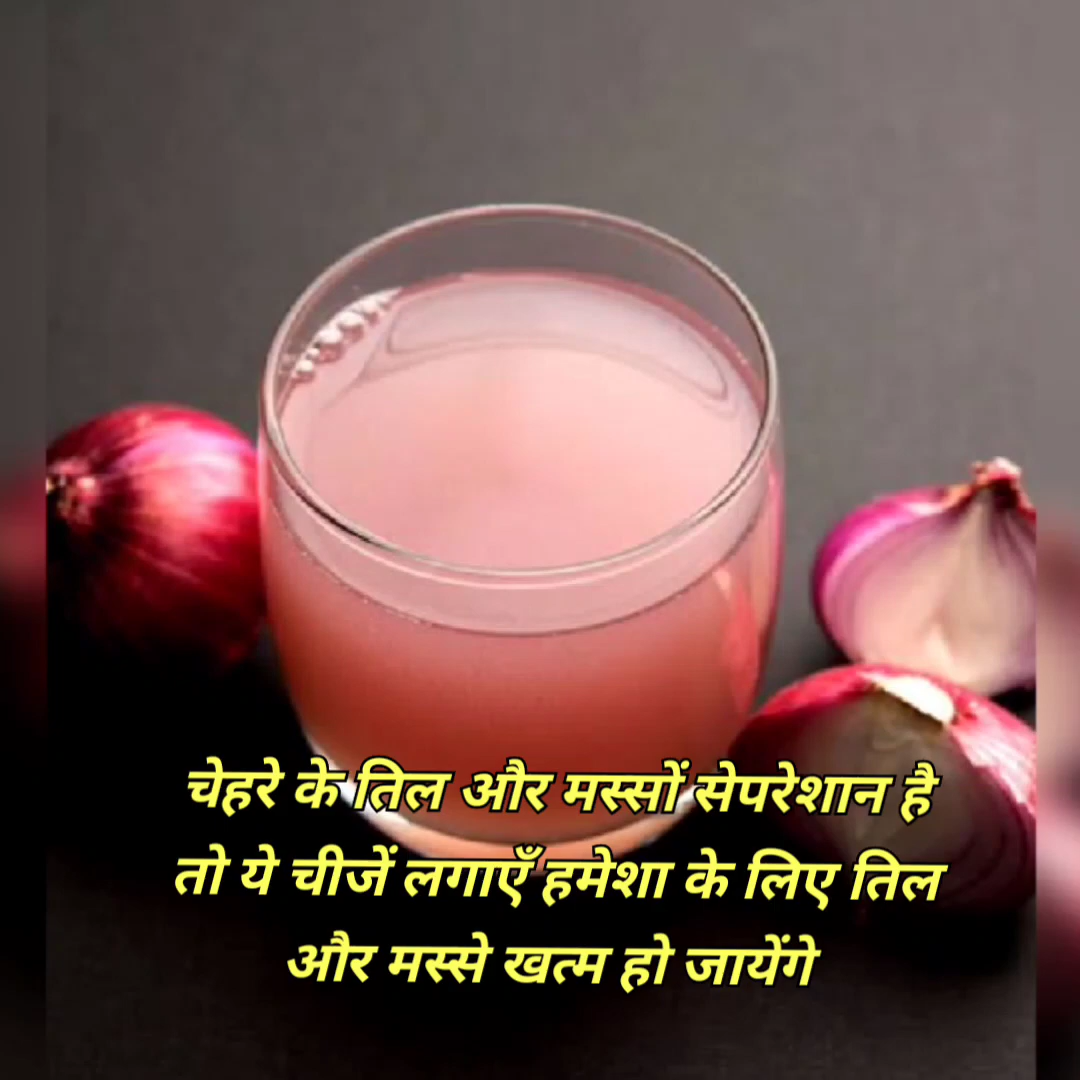 चेहरे के तिल और मस्सों सेपरेशान है
तो ये चीजें लगाएँ हमेशा के लिए तिल
और मस्से खत्म हो जायेंगे